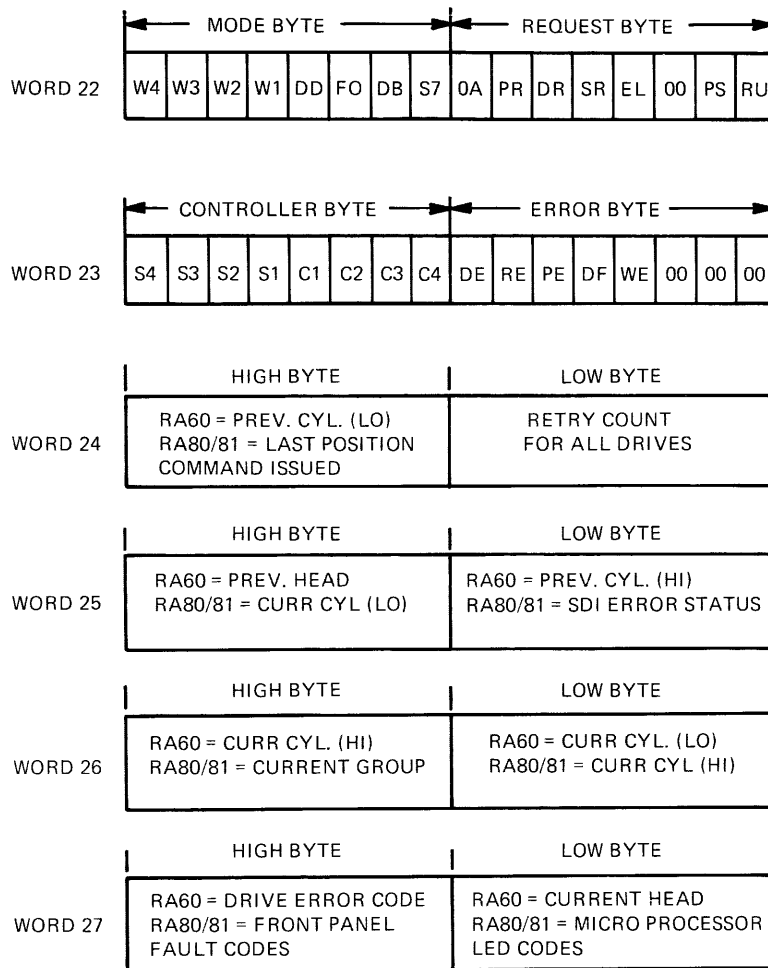 MODE BYTE REQUEST BYTE
WORD 22 W4 W3 W2 W1 DD FO DB S7 0A PR DR SR EL 00 PS RU
CONTROLLER BYTE ERROR BYTE
WORD 23 S4 S3 S2 S1 C1 C2 C3 C4 DE RE PE DF WE 00 00 00
HIGH BYTE LOW BYTE
WORD 24
RA60 = PREV. CYL. (LO)
RA80/81 = LAST POSITION
COMMAND ISSUED
RETRY COUNT
FOR ALL DRIVES
HIGH BYTE LOW BYTE
WORD 25
RA60 = PREV. HEAD
RA80/81 = CURR CYL (LO)
RA60 = PREV. CYL. (HI)
RA80/81 = SDI ERROR STATUS
HIGH BYTE LOW BYTE
WORD 26
RA60 = CURR CYL. (HI)
RA80/81 = CURRENT GROUP
RA60 = CURR CYL. (LO)
RA80/81 = CURR CYL (HI)
HIGH BYTE LOW BYTE
WORD 27
RA60 = DRIVE ERROR CODE
RA80/81 = FRONT PANEL
FAULT CODES
RA60 = CURRENT HEAD
RA80/81 = MICRO PROCESSOR
LED CODES